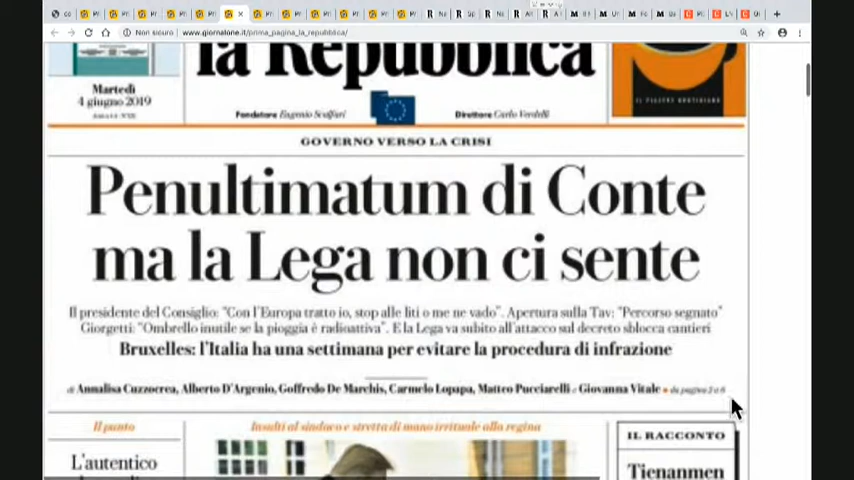 Non sicuro | www.giornalone.it/prima_pagina_la_repubblica/
la Repubblica
Martedì
4 giugno 2019
Fondatore Eugenio Scalfari
Direttore Carlo Verdelli
GOVERNO VERSO LA CRISI
Penultimatum di Conte
ma la Lega non ci sente
Il presidente del Consiglio: "Con l'Europa tratto io, stop alle liti o me ne vado". Apertura sulla Tav: "Percorso segnato"
Giorgetti: "Ombrello inutile se la pioggia è radioattiva". E la Lega va subito all'attacco sul decreto sblocca cantieri
Bruxelles: l'Italia ha una settimana per evitare la procedura di infrazione
di Annalisa Cuzzocrea, Alberto D'Argenio, Goffredo De Marchis, Carmelo Lopapa, Matteo Pucciarelli e Giovanna Vitale
Il punto
L'autentico
Insulti al sindaco e stretta di mano irrituale alla regina
IL RACCONTO
Tienanmen